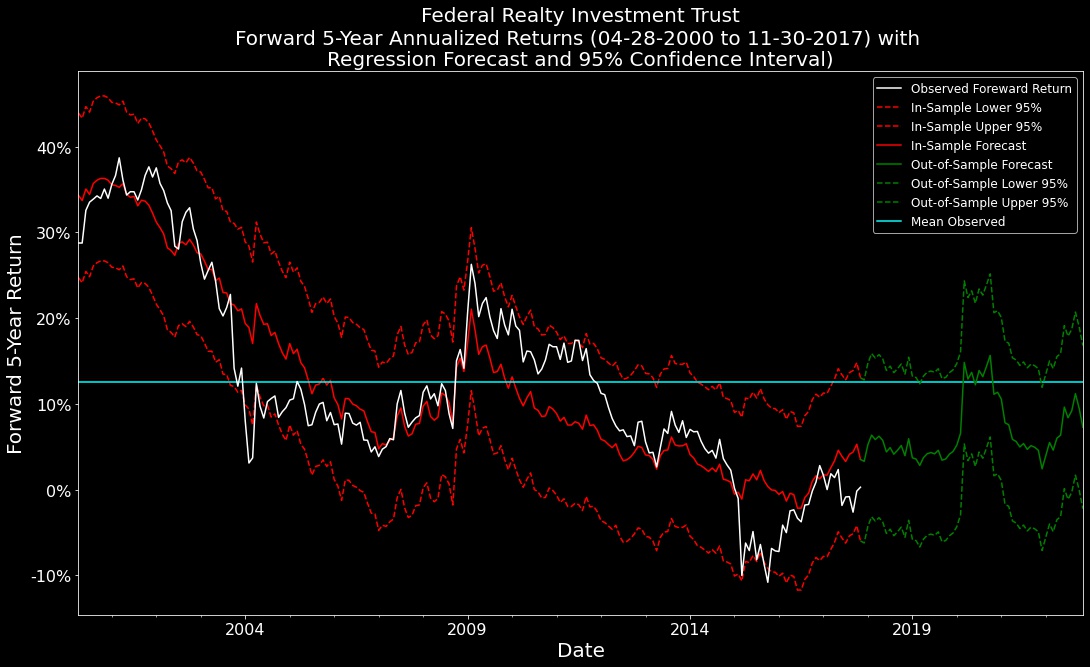 Federal Realty Investment Trust
Forward 5-Year Annualized Returns (04-28-2000 to 11-30-2017) with
Regression Forecast and 95% Confidence Interval)
Observed Foreward Return
In-Sample Lower 95%
In-Sample Upper 95%
In-Sample Forecast
Out-of-Sample Forecast
Out-of-Sample Lower 95%
Out-of-Sample Upper 95%
Mean Observed
Forward 5-Year Return
40%
30%
20%
10%
0%
-10%
2004
2009
2014
2019
Date